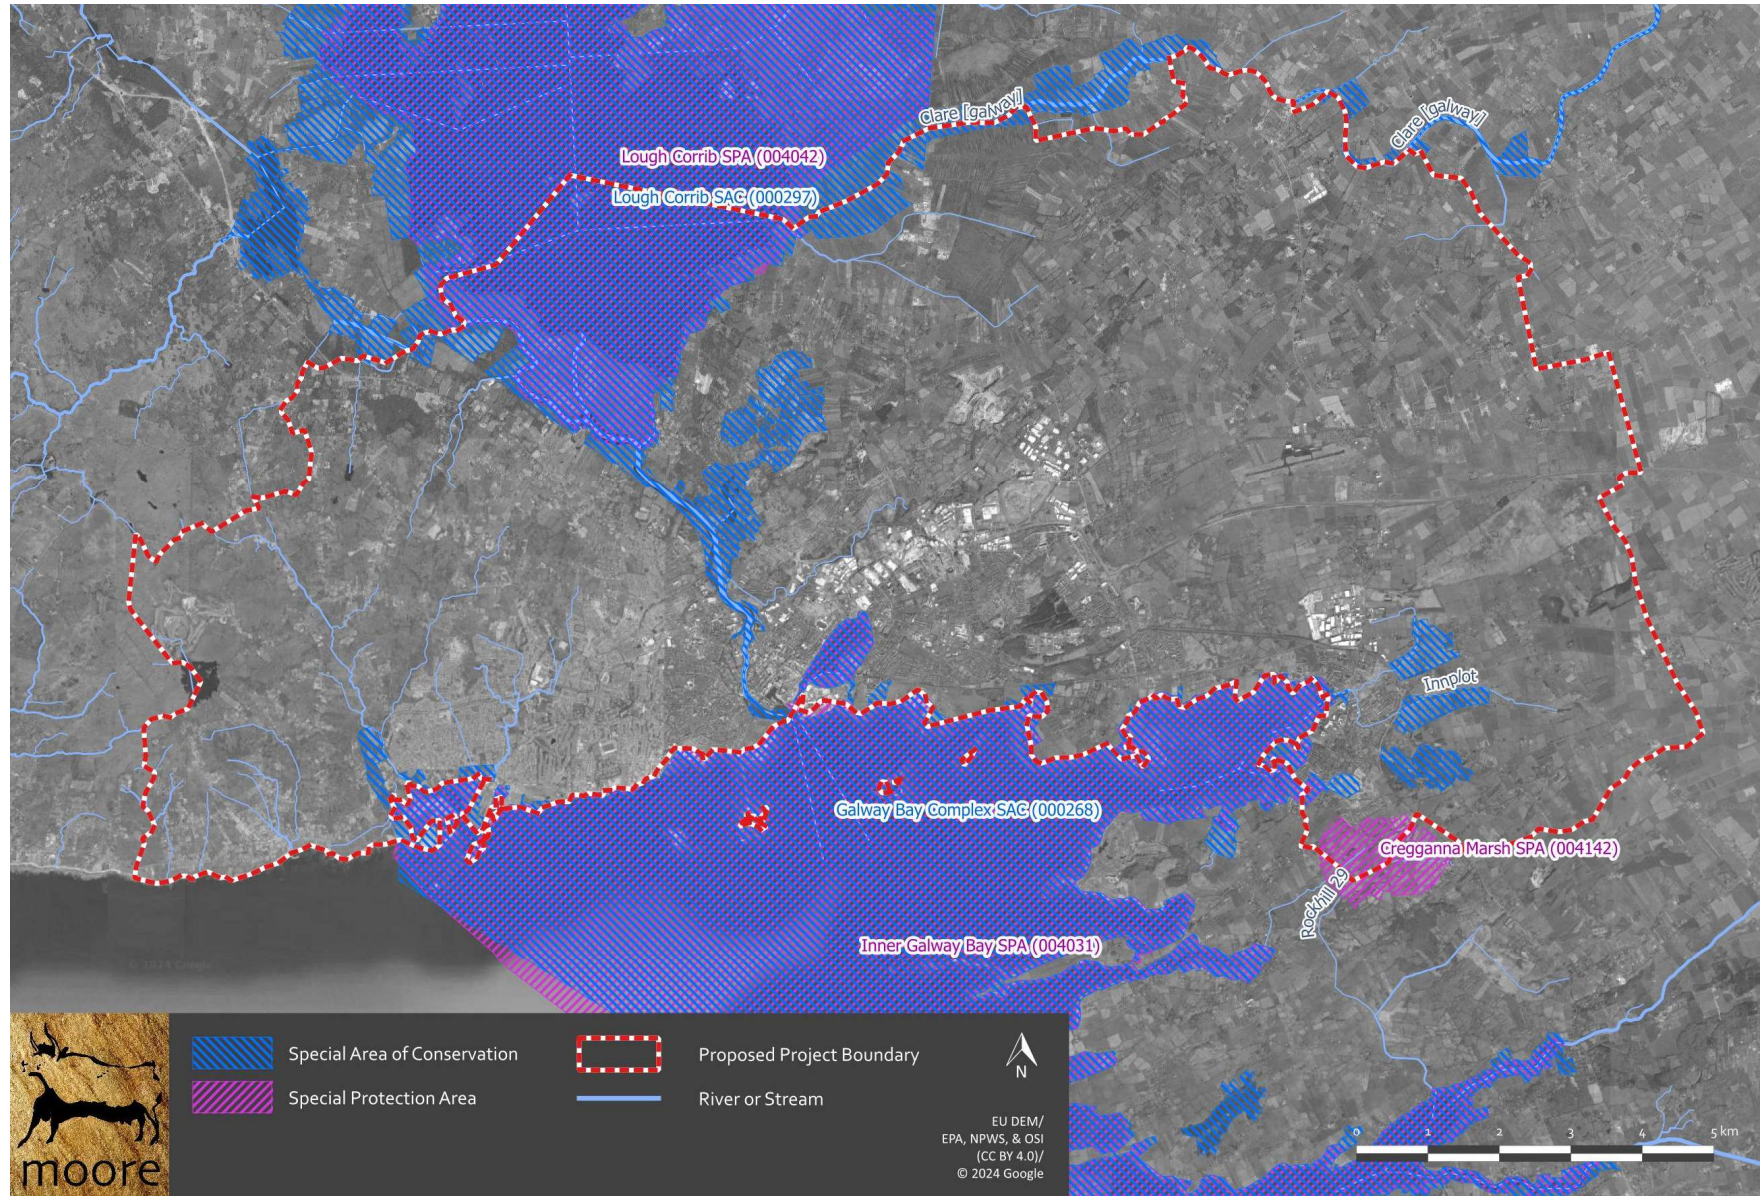 Clare [galway]
Clare [galway]
Lough Corrib SPA (004042)
Lough Corrib SAC (000297)
Innplot
Galway Bay Complex SAC (000268)
Cregganna Marsh SPA (004142)
Rockhill 29
Inner Galway Bay SPA (004031)
© 2024 Google
Special Area of Conservation
Proposed Project Boundary
N
Special Protection Area
River or Stream
EU DEM/
EPA, NPWS, & OSI
(CC BY 4.0)/
© 2024 Google
moore
0 1 2 3 4 5 km